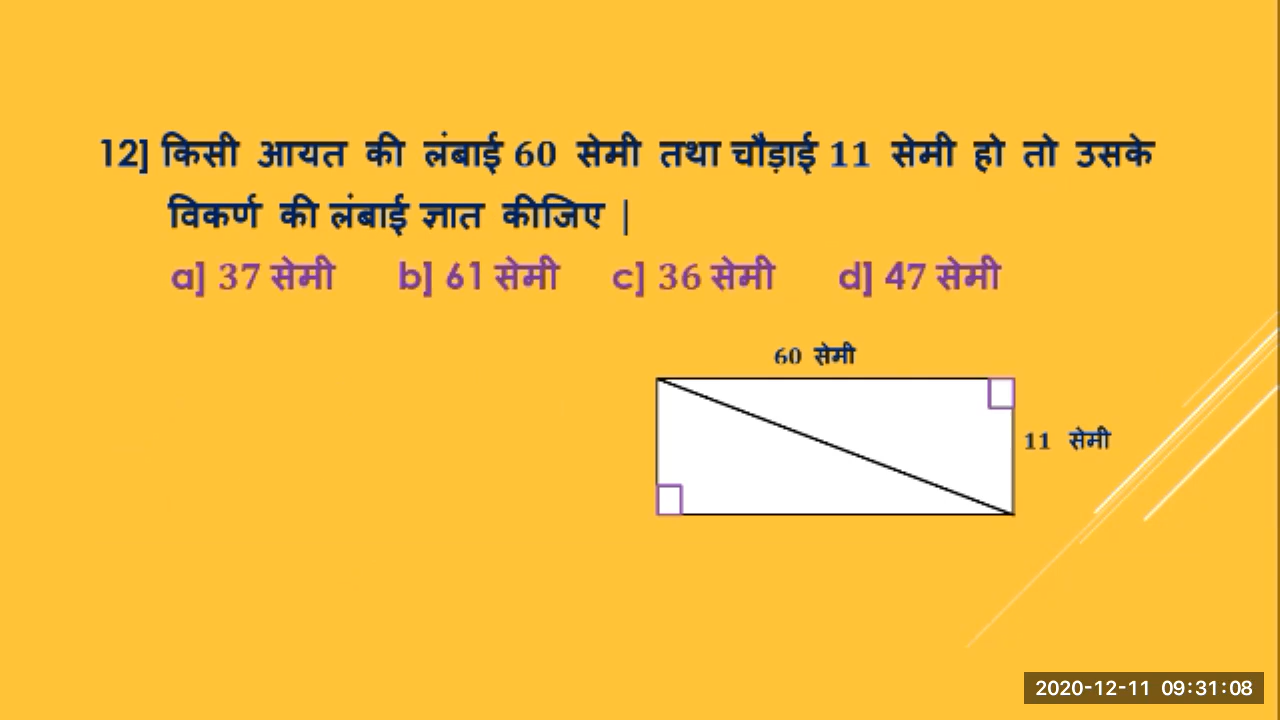 12] किसी आयत की लंबाई 60 सेमी तथा चौड़ाई 11 सेमी हो तो उसके
विकर्ण की लंबाई ज्ञात कीजिए |
a] 37 सेमी b] 61 सेमी c] 36 सेमी d] 47 सेमी
60 सेमी
11 सेमी
2020-12-11 09:31:08